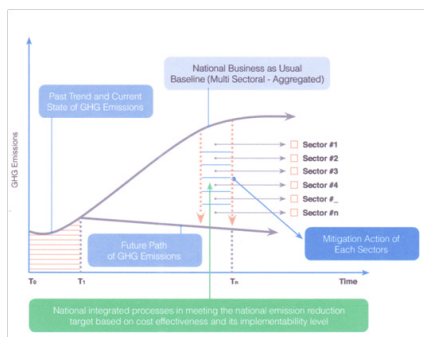 National Business as Usual
Baseline (Multi Sectoral - Aggregated)
Past Trend and Current
State of GHG Emissions
GHG Emissions
Sector #1
Sector #2
Sector #3
Sector #4
Sector #_
Sector #n
Future Path
of GHG Emissions
Mitigation Action of
Each Sectors
T0
T1
Tn
Time
National integrated processes in meeting the national emission reduction
target based on cost effectiveness and its implementability level